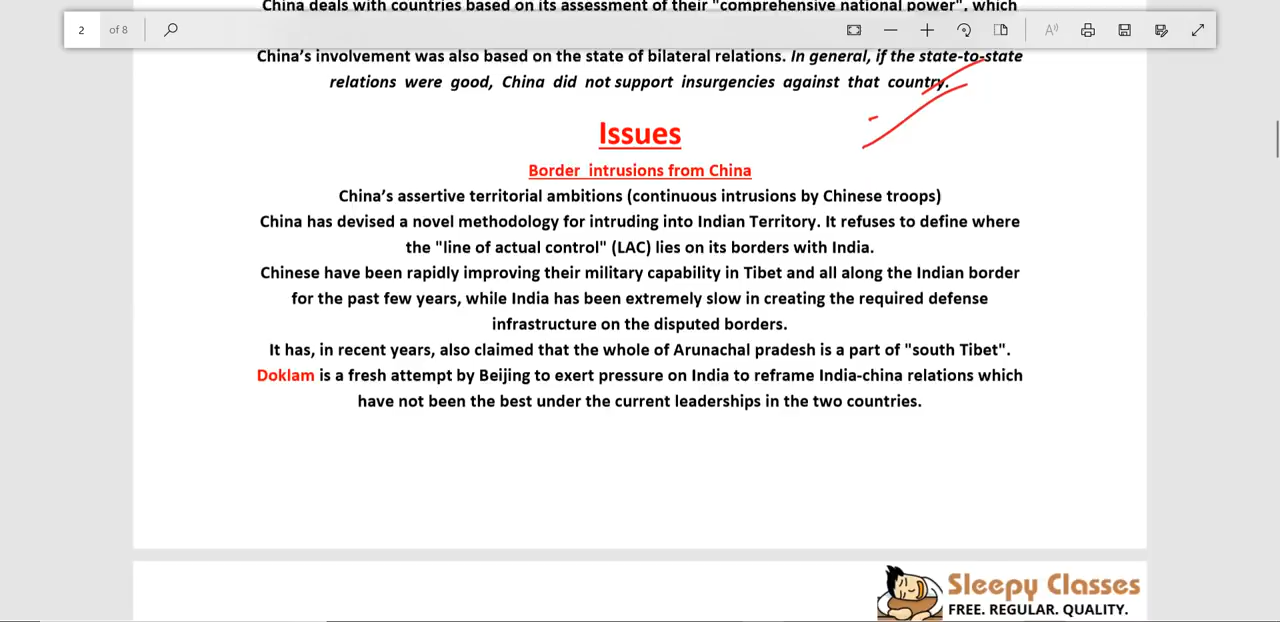 China deals with countries based on its assessment of their "comprehensive national power", which
2 of 8
China’s involvement was also based on the state of bilateral relations. In general, if the state-to-state
relations were good, China did not support insurgencies against that country.
Issues
Border intrusions from China
China’s assertive territorial ambitions (continuous intrusions by Chinese troops)
China has devised a novel methodology for intruding into Indian Territory. It refuses to define where
the "line of actual control" (LAC) lies on its borders with India.
Chinese have been rapidly improving their military capability in Tibet and all along the Indian border
for the past few years, while India has been extremely slow in creating the required defense
infrastructure on the disputed borders.
It has, in recent years, also claimed that the whole of Arunachal pradesh is a part of "south Tibet".
Doklam is a fresh attempt by Beijing to exert pressure on India to reframe India-china relations which
have not been the best under the current leaderships in the two countries.
Sleepy Classes
FREE. REGULAR. QUALITY.